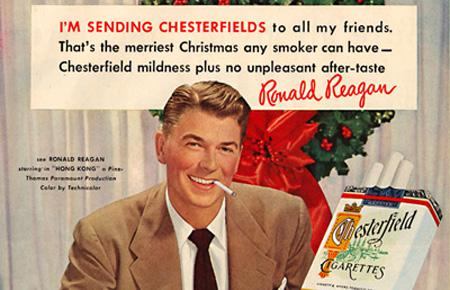 I'M SENDING CHESTERFIELDS to all my friends.
That's the merriest Christmas any smoker can have —
Chesterfield mildness plus no unpleasant after-taste
Ronald Reagan
see RONALD REAGAN
starring in "HONG KONG" a Pine-
Thomas Paramount Production
Color by Technicolor
Chesterfield
CIGARETTES